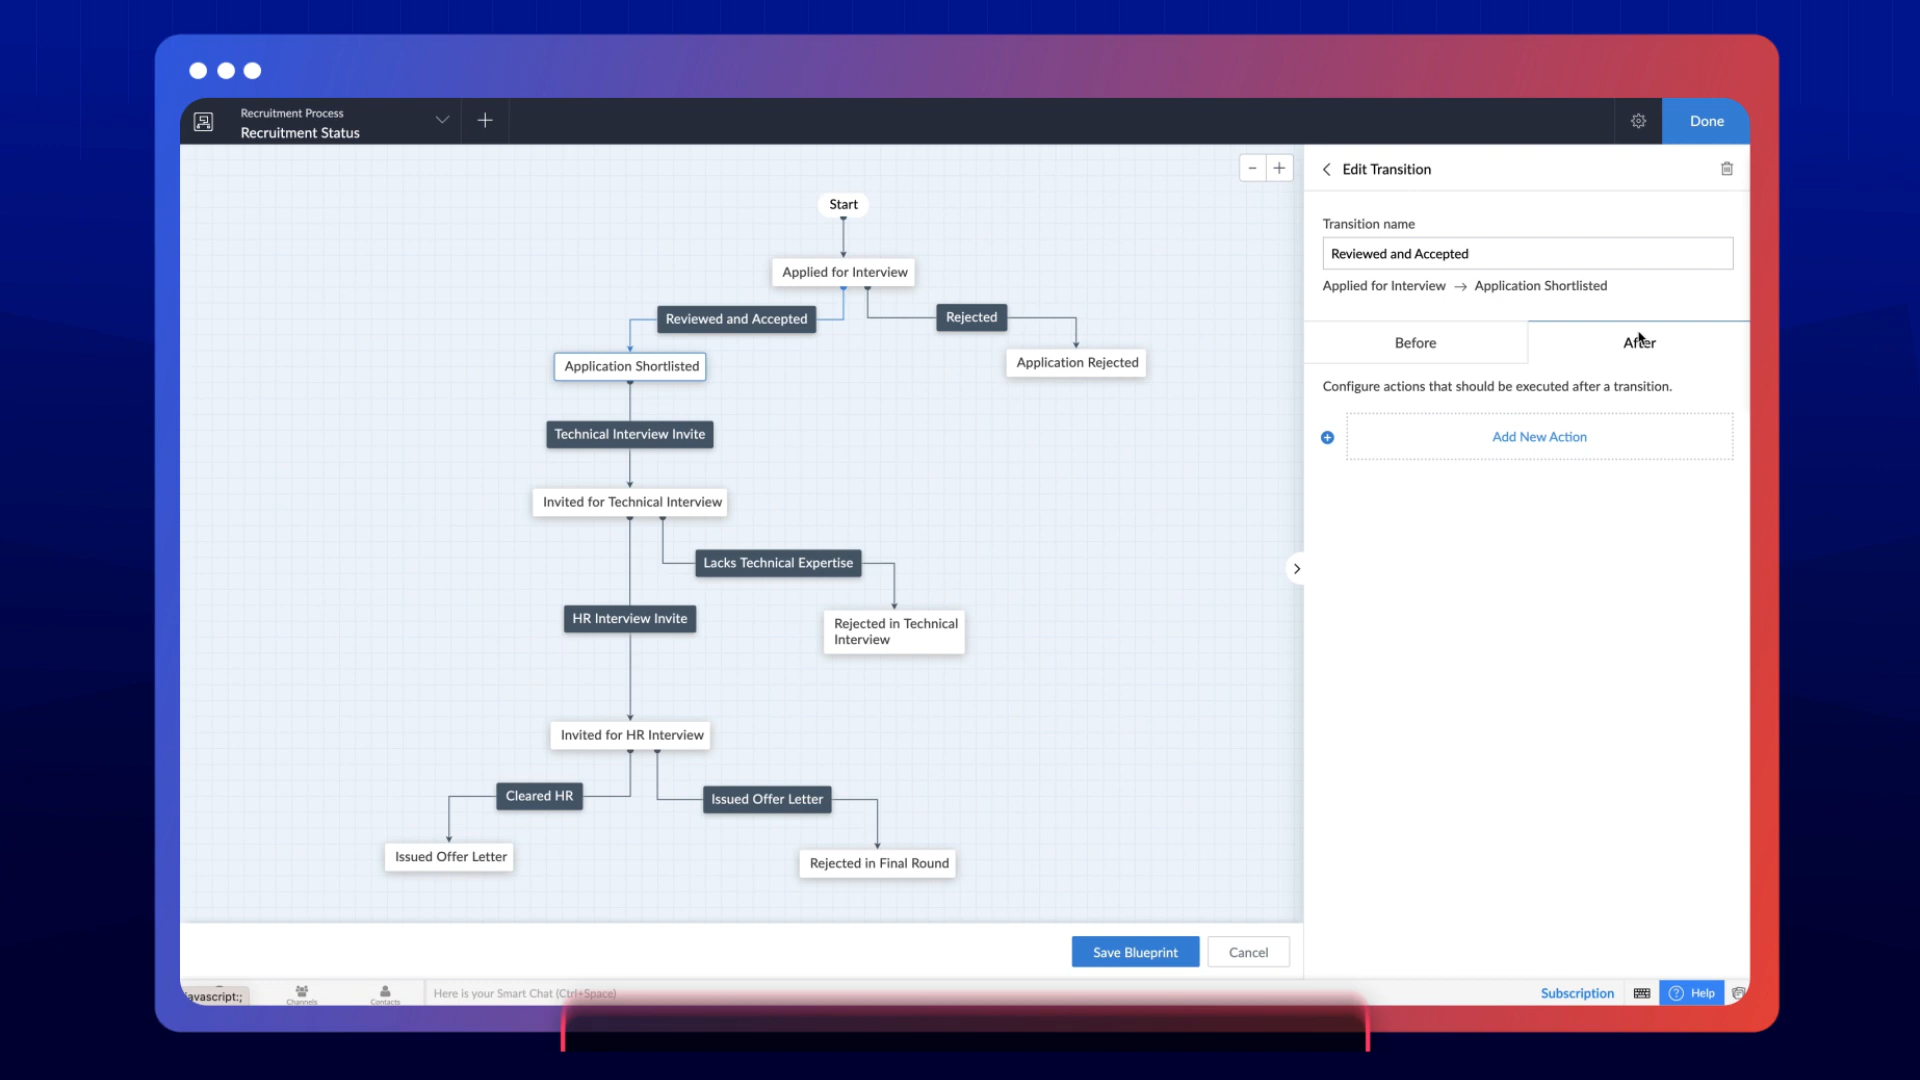 Recruitment Process
Recruitment Status
Done
Start
Applied for Interview
Reviewed and Accepted
Rejected
Application Shortlisted
Application Rejected
Technical Interview Invite
Invited for Technical Interview
Lacks Technical Expertise
HR Interview Invite
Rejected in Technical
Interview
Invited for HR Interview
Cleared HR
Issued Offer Letter
Issued Offer Letter
Rejected in Final Round
Save Blueprint
Cancel
Edit Transition
Transition name
Reviewed and Accepted
Applied for Interview → Application Shortlisted
Before
After
Configure actions that should be executed after a transition.
Add New Action
avascript:;
Channels
Contacts
Here is your Smart Chat (Ctrl+Space)
Subscription
Help